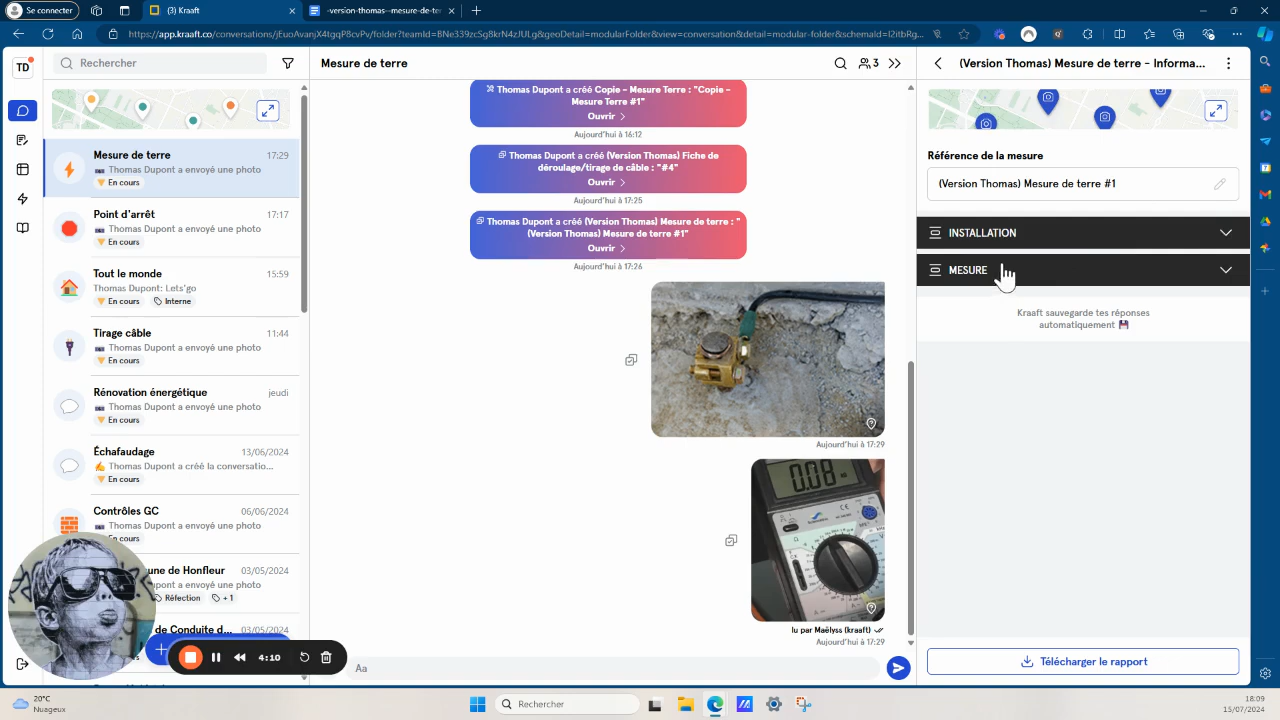 Se connecter
(3) Kraaft
-version-thomas--mesure-de-ter
https://app.kraaft.co/conversations/jEuoAvanjX4tgqP8cvPv/folder?teamId=BNe339zcSg8krN4zJULg&geoDetail=modularFolder&view=conversation&detail=modular-folder&schemaId=l2itbRg...
TD
Rechercher
Mesure de terre
17:29
Thomas Dupont a envoyé une photo
En cours
Point d'arrêt
17:17
Thomas Dupont a envoyé une photo
En cours
Tout le monde
15:59
Thomas Dupont: Lets'go
En cours
Interne
Tirage câble
11:44
Thomas Dupont a envoyé une photo
En cours
Rénovation énergétique
jeudi
Thomas Dupont a envoyé une photo
En cours
Échafaudage
13/06/2024
Thomas Dupont a créé la conversatio...
En cours
Contrôles GC
06/06/2024
Thomas Dupont a envoyé une photo
En cours
une de Honfleur
03/05/2024
upont a envoyé une photo
Réfection
+ 1
de Conduite d...
03/05/2024
4:10
Mesure de terre
3
Thomas Dupont a créé Copie - Mesure Terre : "Copie -
Mesure Terre #1"
Ouvrir
Aujourd'hui à 16:12
Thomas Dupont a créé (Version Thomas) Fiche de
déroulage/tirage de câble : "#4"
Ouvrir
Aujourd'hui à 17:25
Thomas Dupont a créé (Version Thomas) Mesure de terre : "
(Version Thomas) Mesure de terre #1"
Ouvrir
Aujourd'hui à 17:26
Aujourd'hui à 17:29
0.08
CE
lu par Maëlyss (kraaft)
Aujourd'hui à 17:29
Aa
(Version Thomas) Mesure de terre - Informa...
Référence de la mesure
(Version Thomas) Mesure de terre #1
INSTALLATION
MESURE
Kraaft sauvegarde tes réponses
automatiquement
Télécharger le rapport
20°C
Nuageux
Rechercher
18:09
15/07/2024